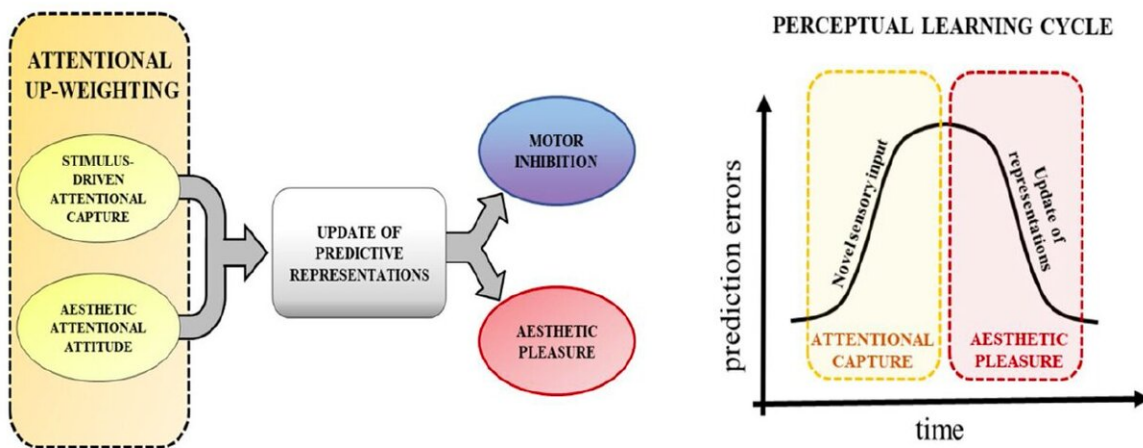 ATTENTIONAL
UP-WEIGHTING
STIMULUS-
DRIVEN
ATTENTIONAL
CAPTURE
AESTHETIC
ATTENTIONAL
ATTITUDE
UPDATE OF
PREDICTIVE
REPRESENTATIONS
MOTOR
INHIBITION
AESTHETIC
PLEASURE
PERCEPTUAL LEARNING CYCLE
prediction errors
Novel sensory input
Update of
representations
ATTENTIONAL
CAPTURE
AESTHETIC
PLEASURE
time